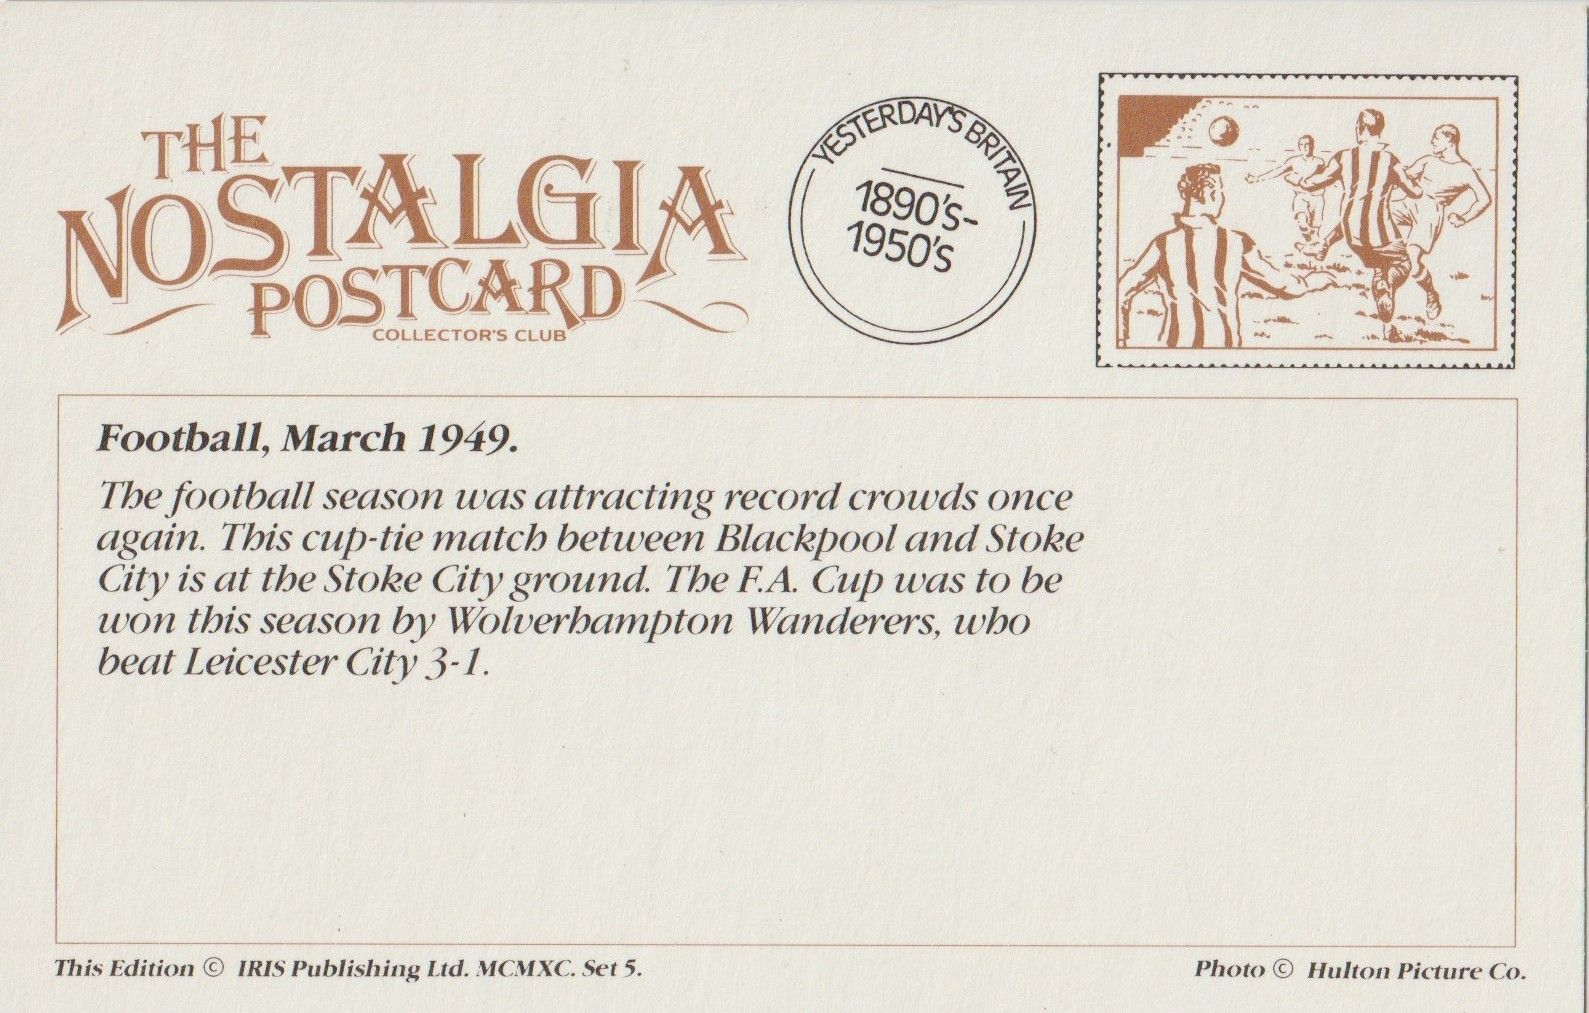 THE
NOSTALGIA
POSTCARD
COLLECTOR'S CLUB
YESTERDAY'S BRITAIN
1890's-
1950's
Football, March 1949.
The football season was attracting record crowds once
again. This cup-tie match between Blackpool and Stoke
City is at the Stoke City ground. The F.A. Cup was to be
won this season by Wolverhampton Wanderers, who
beat Leicester City 3-1.
This Edition © IRIS Publishing Ltd. MCMXC. Set 5.
Photo © Hulton Picture Co.